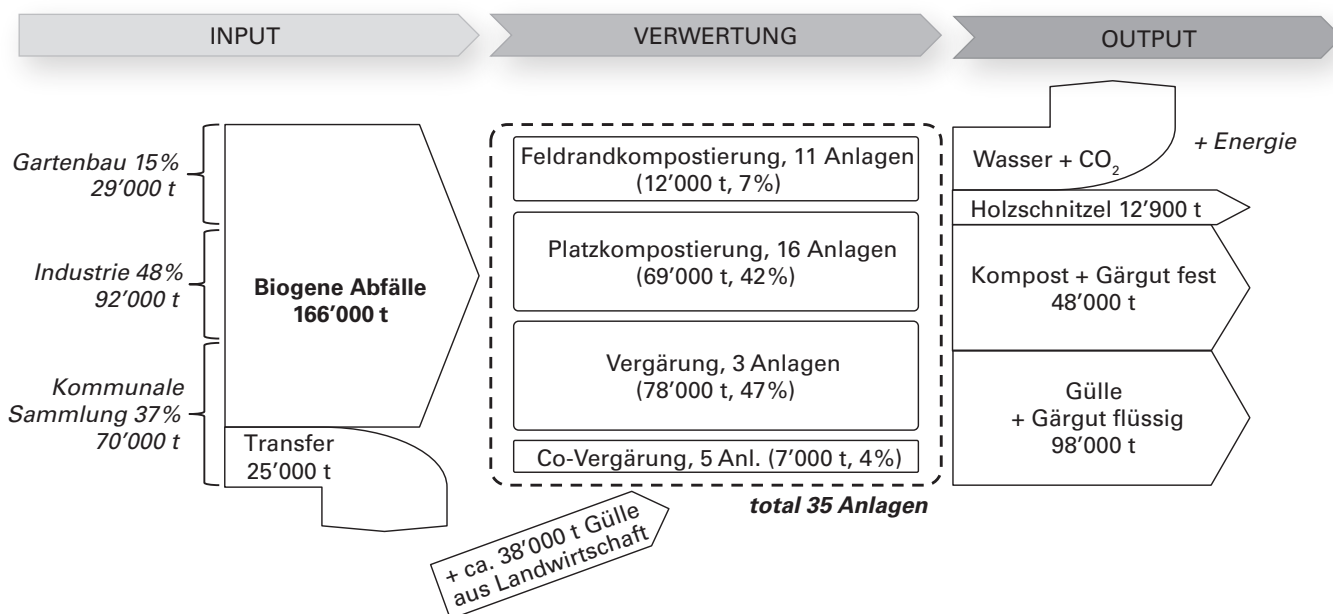 INPUT
VERWERTUNG
OUTPUT
Gartenbau 15%
29’000 t
Industrie 48%
92’000 t
Kommunale
Sammlung 37%
70’000 t
Biogene Abfälle
166’000 t
Transfer
25’000 t
Feldrandkompostierung, 11 Anlagen
(12’000 t, 7%)
Platzkompostierung, 16 Anlagen
(69’000 t, 42%)
Vergärung, 3 Anlagen
(78’000 t, 47%)
Co-Vergärung, 5 Anl. (7’000 t, 4%)
total 35 Anlagen
+ ca. 38’000 t Gülle
aus Landwirtschaft
Wasser + CO₂
+ Energie
Holzschnitzel 12’900 t
Kompost + Gärgut fest
48’000 t
Gülle
+ Gärgut flüssig
98’000 t